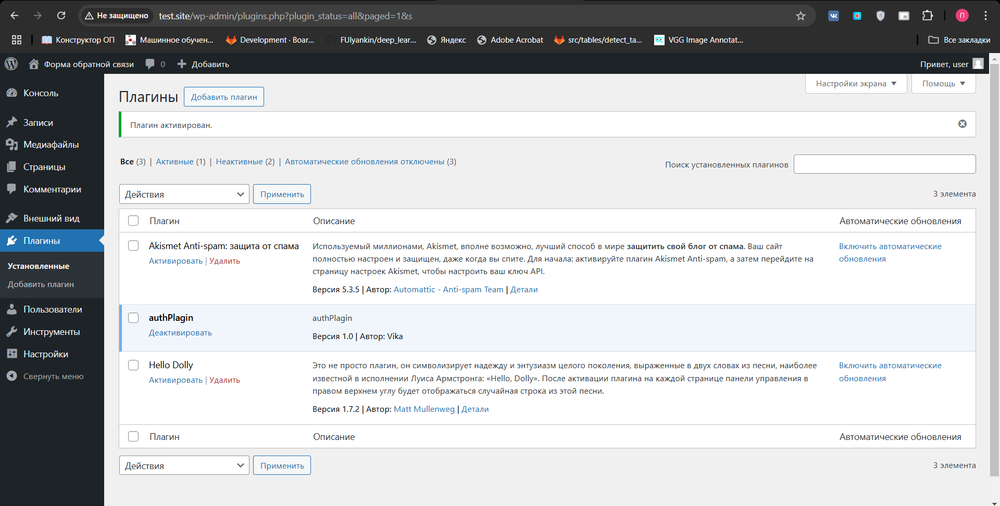 Не защищено test.site/wp-admin/plugins.php?plugin_status=all&paged=1&s
П
Конструктор ОП Машинное обучен... Development · Boar... FUlyankin/deep_lear... Яндекс Adobe Acrobat src/tables/detect_ta... VGG Image Annotat... Все закладки
Форма обратной связи 0 Добавить Привет, user
Консоль
Записи
Медиафайлы
Страницы
Комментарии
Внешний вид
Плагины
Установленные
Добавить плагин
Пользователи
Инструменты
Настройки
Свернуть меню
Настройки экрана Помощь
Плагины Добавить плагин
Плагин активирован.
Все (3) | Активные (1) | Неактивные (2) | Автоматические обновления отключены (3)
Поиск установленных плагинов
Действия Применить 3 элемента
Плагин Описание Автоматические обновления
Akismet Anti-spam: защита от спама
Активировать | Удалить
Используемый миллионами, Akismet, вполне возможно, лучший способ в мире защитить свой блог от спама. Ваш сайт
полностью настроен и защищен, даже когда вы спите. Для начала: активируйте плагин Akismet Anti-spam, а затем перейдите на
страницу настроек Akismet, чтобы настроить ваш ключ API.
Версия 5.3.5 | Автор: Automattic - Anti-spam Team | Детали
Включить автоматические
обновления
authPlagin
Деактивировать
authPlagin
Версия 1.0 | Автор: Vika
Hello Dolly
Активировать | Удалить
Это не просто плагин, он символизирует надежду и энтузиазм целого поколения, выраженные в двух словах из песни, наиболее
известной в исполнении Луиса Армстронга: «Hello, Dolly». После активации плагина на каждой странице панели управления в
правом верхнем углу будет отображаться случайная строка из этой песни.
Версия 1.7.2 | Автор: Matt Mullenweg | Детали
Включить автоматические
обновления
Плагин Описание Автоматические обновления
Действия Применить 3 элемента